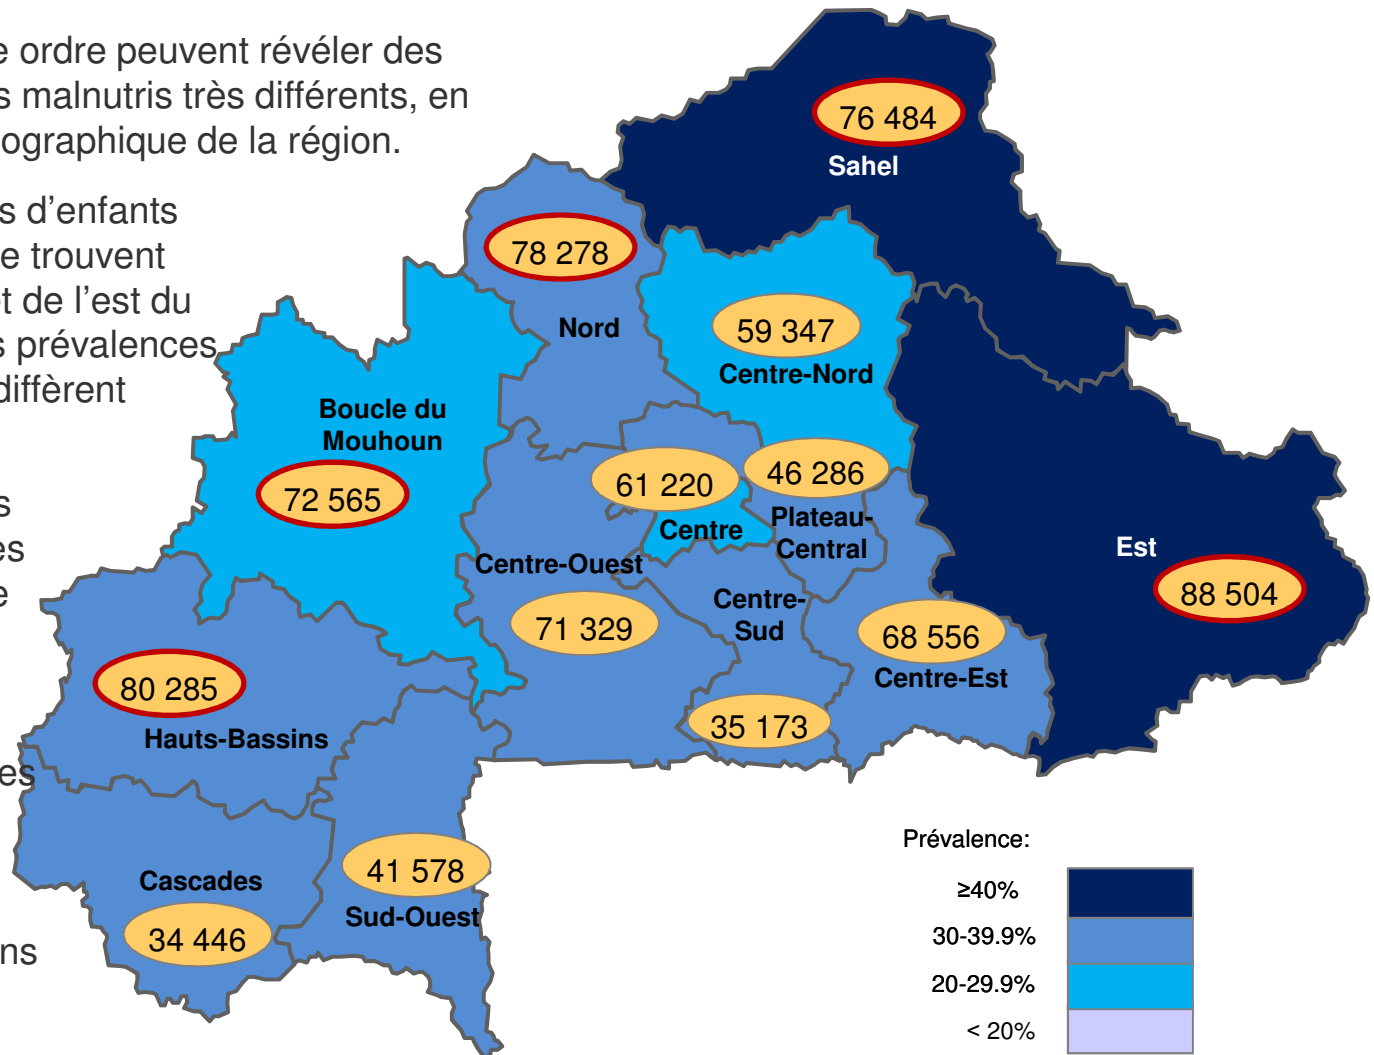 e ordre peuvent révéler des
s malnutris très différents, en
ographique de la région.
s d’enfants
e trouvent
et de l’est du
s prévalences
diffèrent
s
es
e
es
ns
76 484
Sahel
78 278
Nord
59 347
Centre-Nord
Boucle du
Mouhoun
72 565
61 220
Centre
46 286
Plateau-
Central
Est
88 504
Centre-Ouest
71 329
Centre-
Sud
35 173
68 556
Centre-Est
80 285
Hauts-Bassins
Cascades
34 446
41 578
Sud-Ouest
Prévalence:
≥40%
30-39.9%
20-29.9%
< 20%